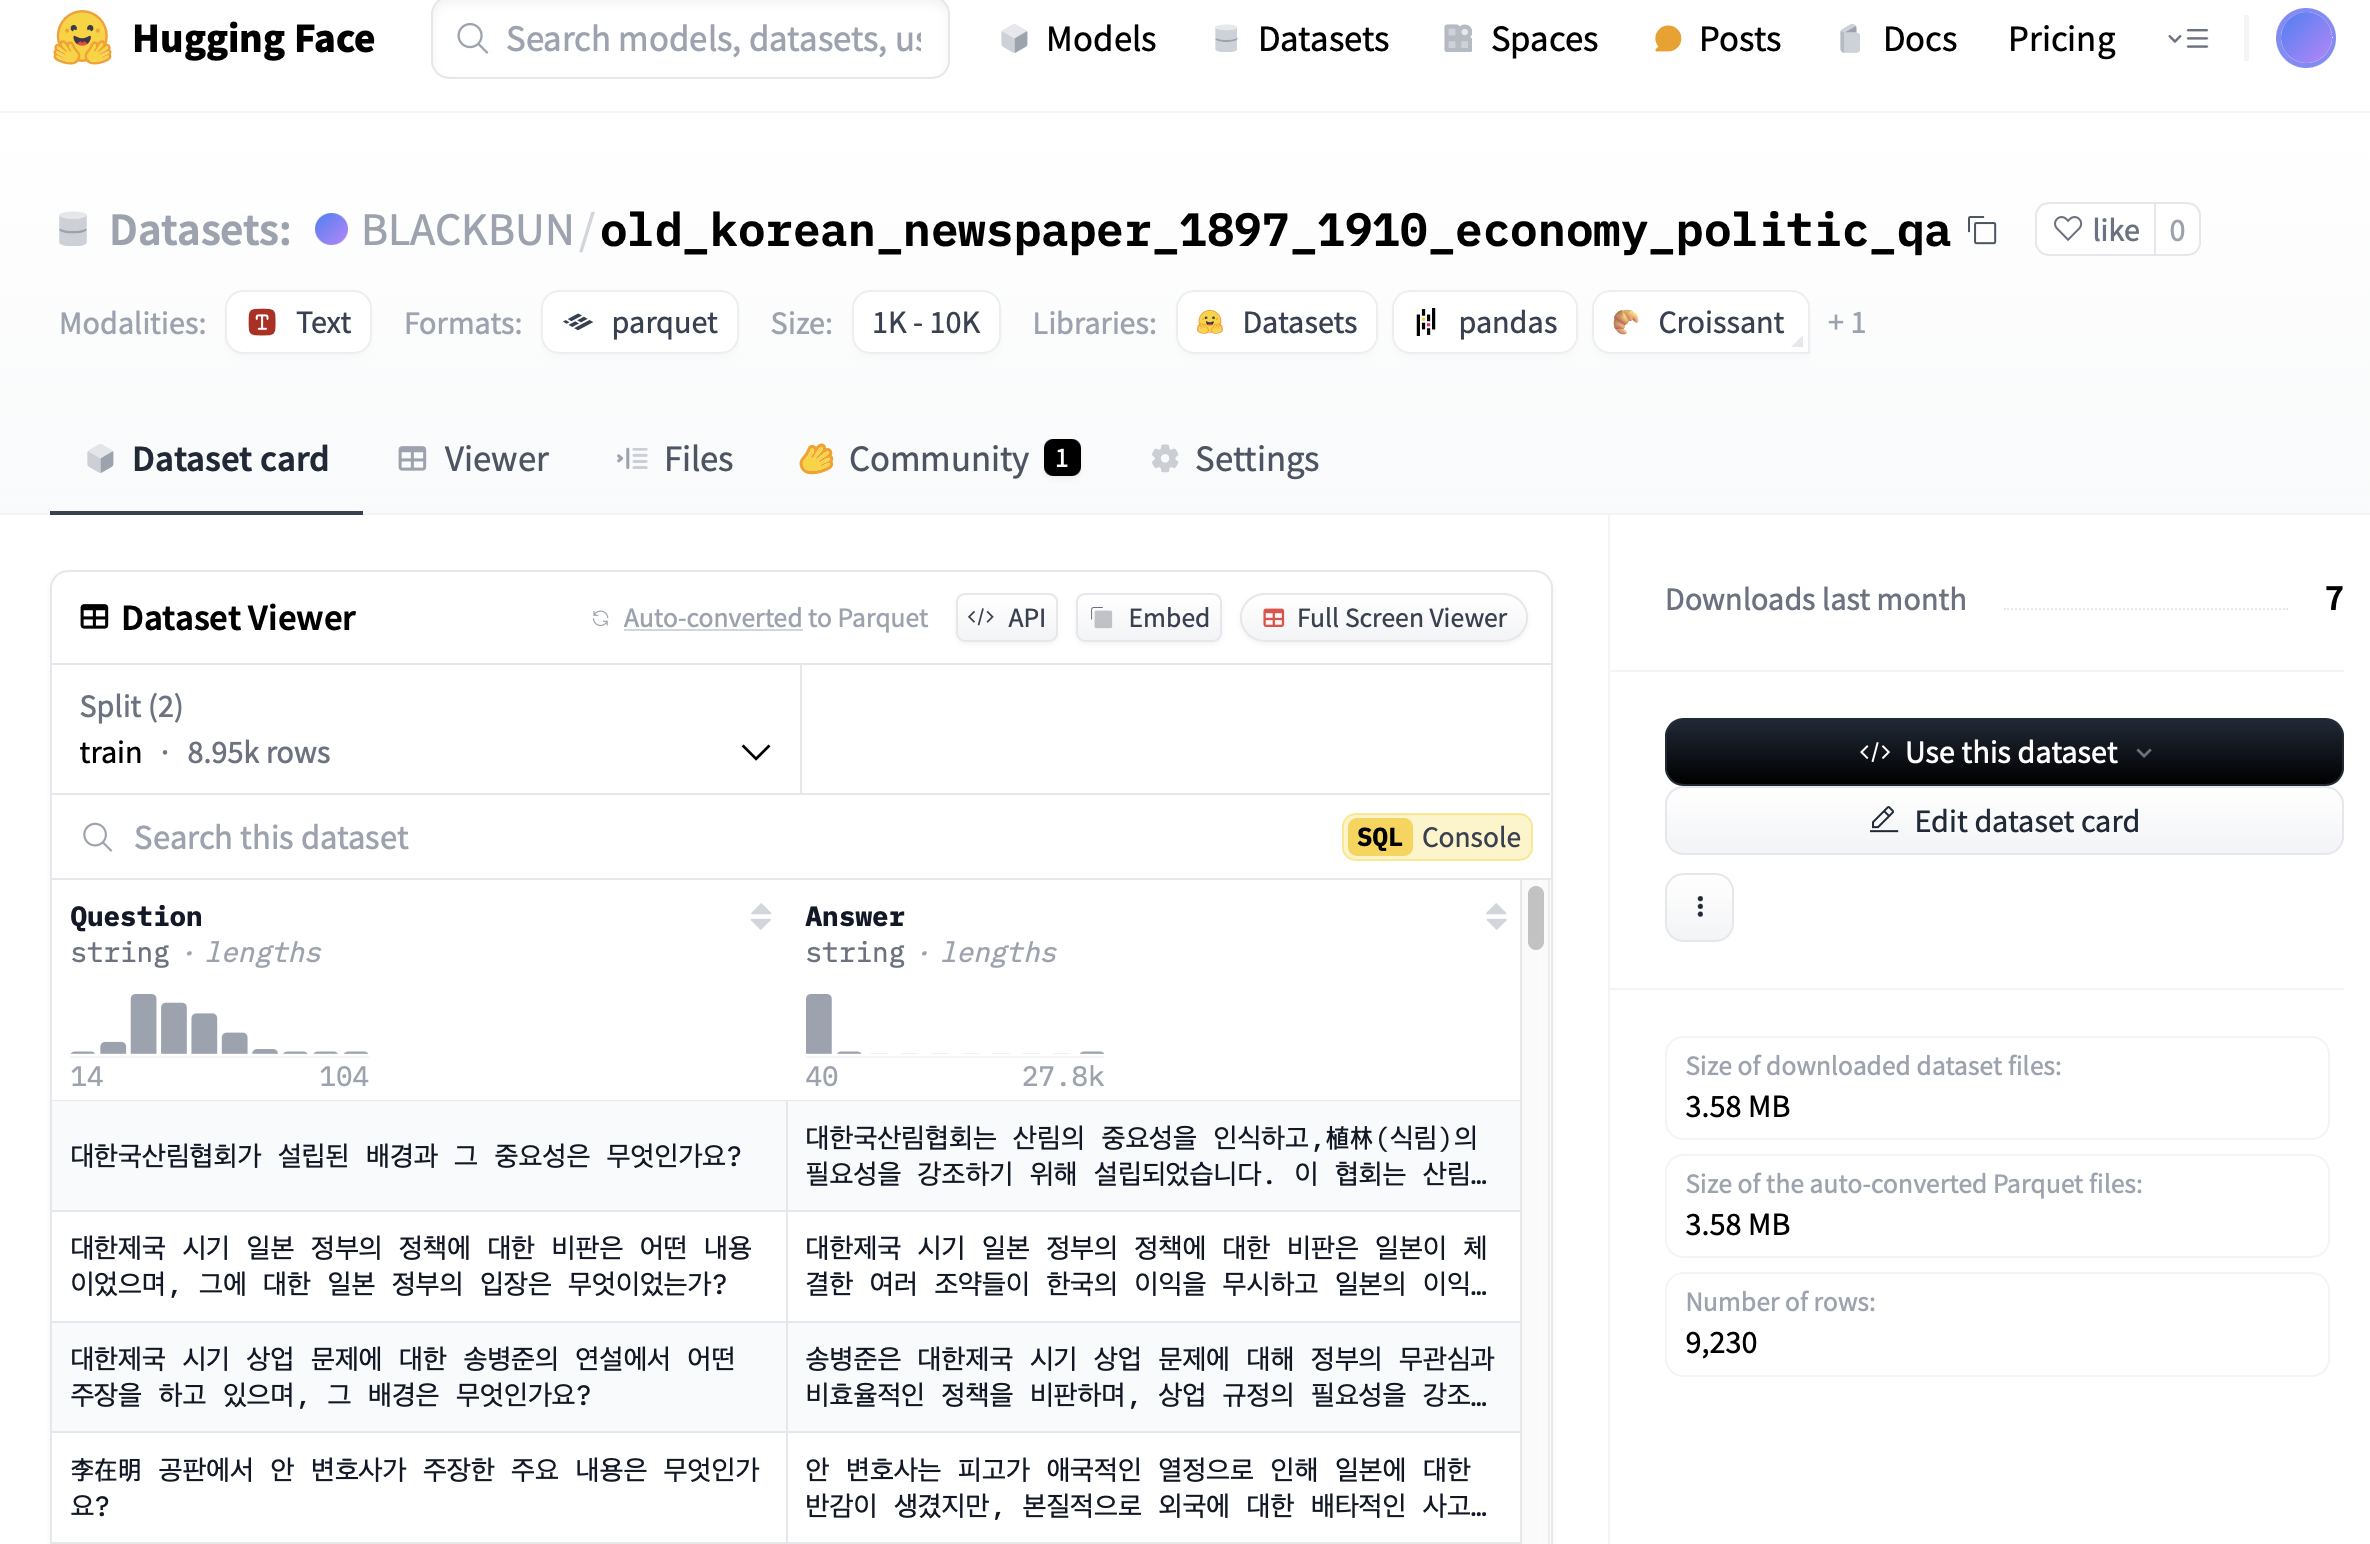 Hugging Face
Search models, datasets, us
Models
Datasets
Spaces
Posts
Docs
Pricing
Datasets: BLACKBUN/old_korean_newspaper_1897_1910_economy_politic_qa
like 0
Modalities: Text Formats: parquet Size: 1K - 10K Libraries: Datasets pandas Croissant + 1
Dataset card
Viewer
Files
Community 1
Settings
Dataset Viewer
Auto-converted to Parquet
API
Embed
Full Screen Viewer
Split (2)
train · 8.95k rows
Search this dataset
SQL Console
Question
string · lengths
14 104
Answer
string · lengths
40 27.8k
대한국산림협회가 설립된 배경과 그 중요성은 무엇인가요?
대한국산림협회는 산림의 중요성을 인식하고,植林(식림)의
필요성을 강조하기 위해 설립되었습니다. 이 협회는 산림…
대한제국 시기 일본 정부의 정책에 대한 비판은 어떤 내용
이었으며, 그에 대한 일본 정부의 입장은 무엇이었는가?
대한제국 시기 일본 정부의 정책에 대한 비판은 일본이 체
결한 여러 조약들이 한국의 이익을 무시하고 일본의 이익…
대한제국 시기 상업 문제에 대한 송병준의 연설에서 어떤
주장을 하고 있으며, 그 배경은 무엇인가요?
송병준은 대한제국 시기 상업 문제에 대해 정부의 무관심과
비효율적인 정책을 비판하며, 상업 규정의 필요성을 강조…
李在明 공판에서 안 변호사가 주장한 주요 내용은 무엇인가
요?
안 변호사는 피고가 애국적인 열정으로 인해 일본에 대한
반감이 생겼지만, 본질적으로 외국에 대한 배타적인 사고…
Downloads last month 7
Use this dataset
Edit dataset card
Size of downloaded dataset files:
3.58 MB
Size of the auto-converted Parquet files:
3.58 MB
Number of rows:
9,230